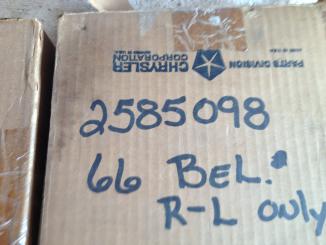 PARTS DIVISION
CHRYSLER
CORPORATION
2585098
66 BEL.
R-L only